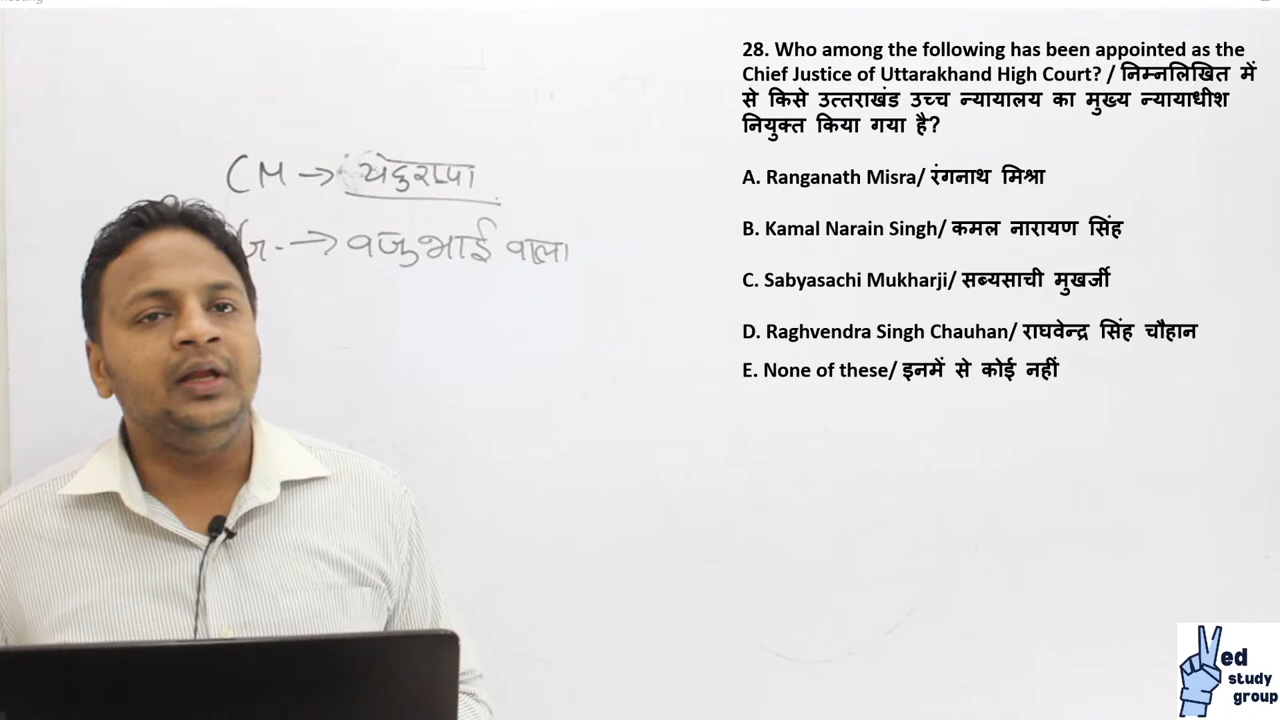 28. Who among the following has been appointed as the
Chief Justice of Uttarakhand High Court? / निम्नलिखित में
से किसे उत्तराखंड उच्च न्यायालय का मुख्य न्यायाधीश
नियुक्त किया गया है?
A. Ranganath Misra/ रंगनाथ मिश्रा
B. Kamal Narain Singh/ कमल नारायण सिंह
C. Sabyasachi Mukharji/ सब्यसाची मुखर्जी
D. Raghvendra Singh Chauhan/ राघवेन्द्र सिंह चौहान
E. None of these/ इनमें से कोई नहीं
CM →
→ वजुभाई वाला
Ved
study
group